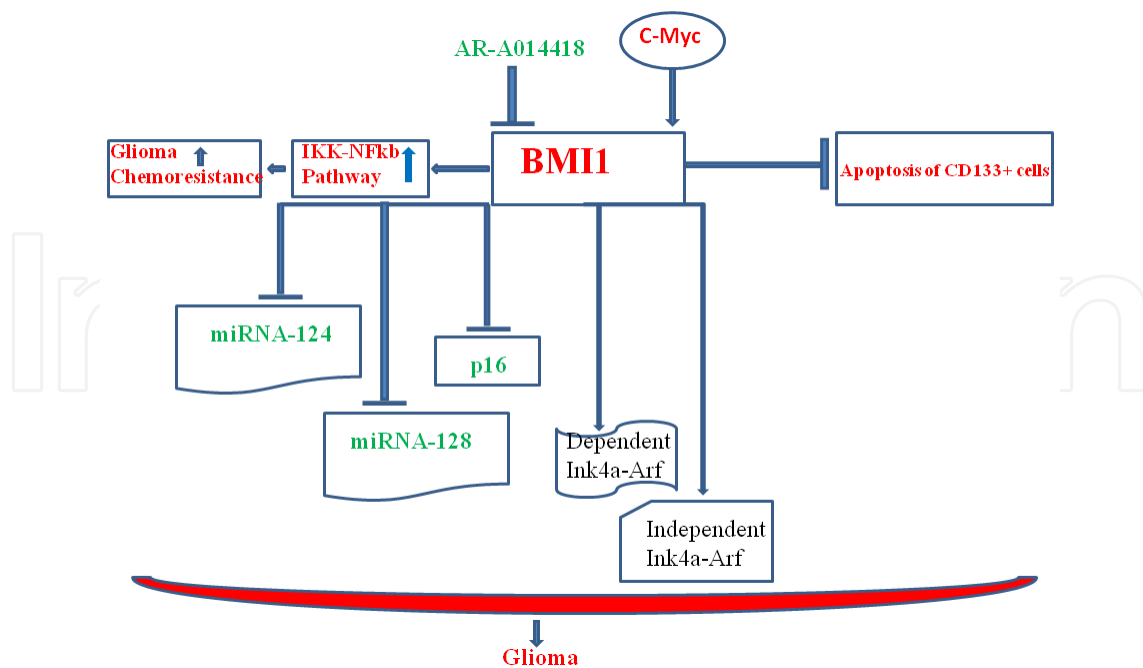 C-Myc
AR-A014418
Glioma
Chemoresistance
IKK-NFkb
Pathway
BMI1
Apoptosis of CD133+ cells
miRNA-124
p16
miRNA-128
Dependent
Ink4a-Arf
Independent
Ink4a-Arf
Glioma